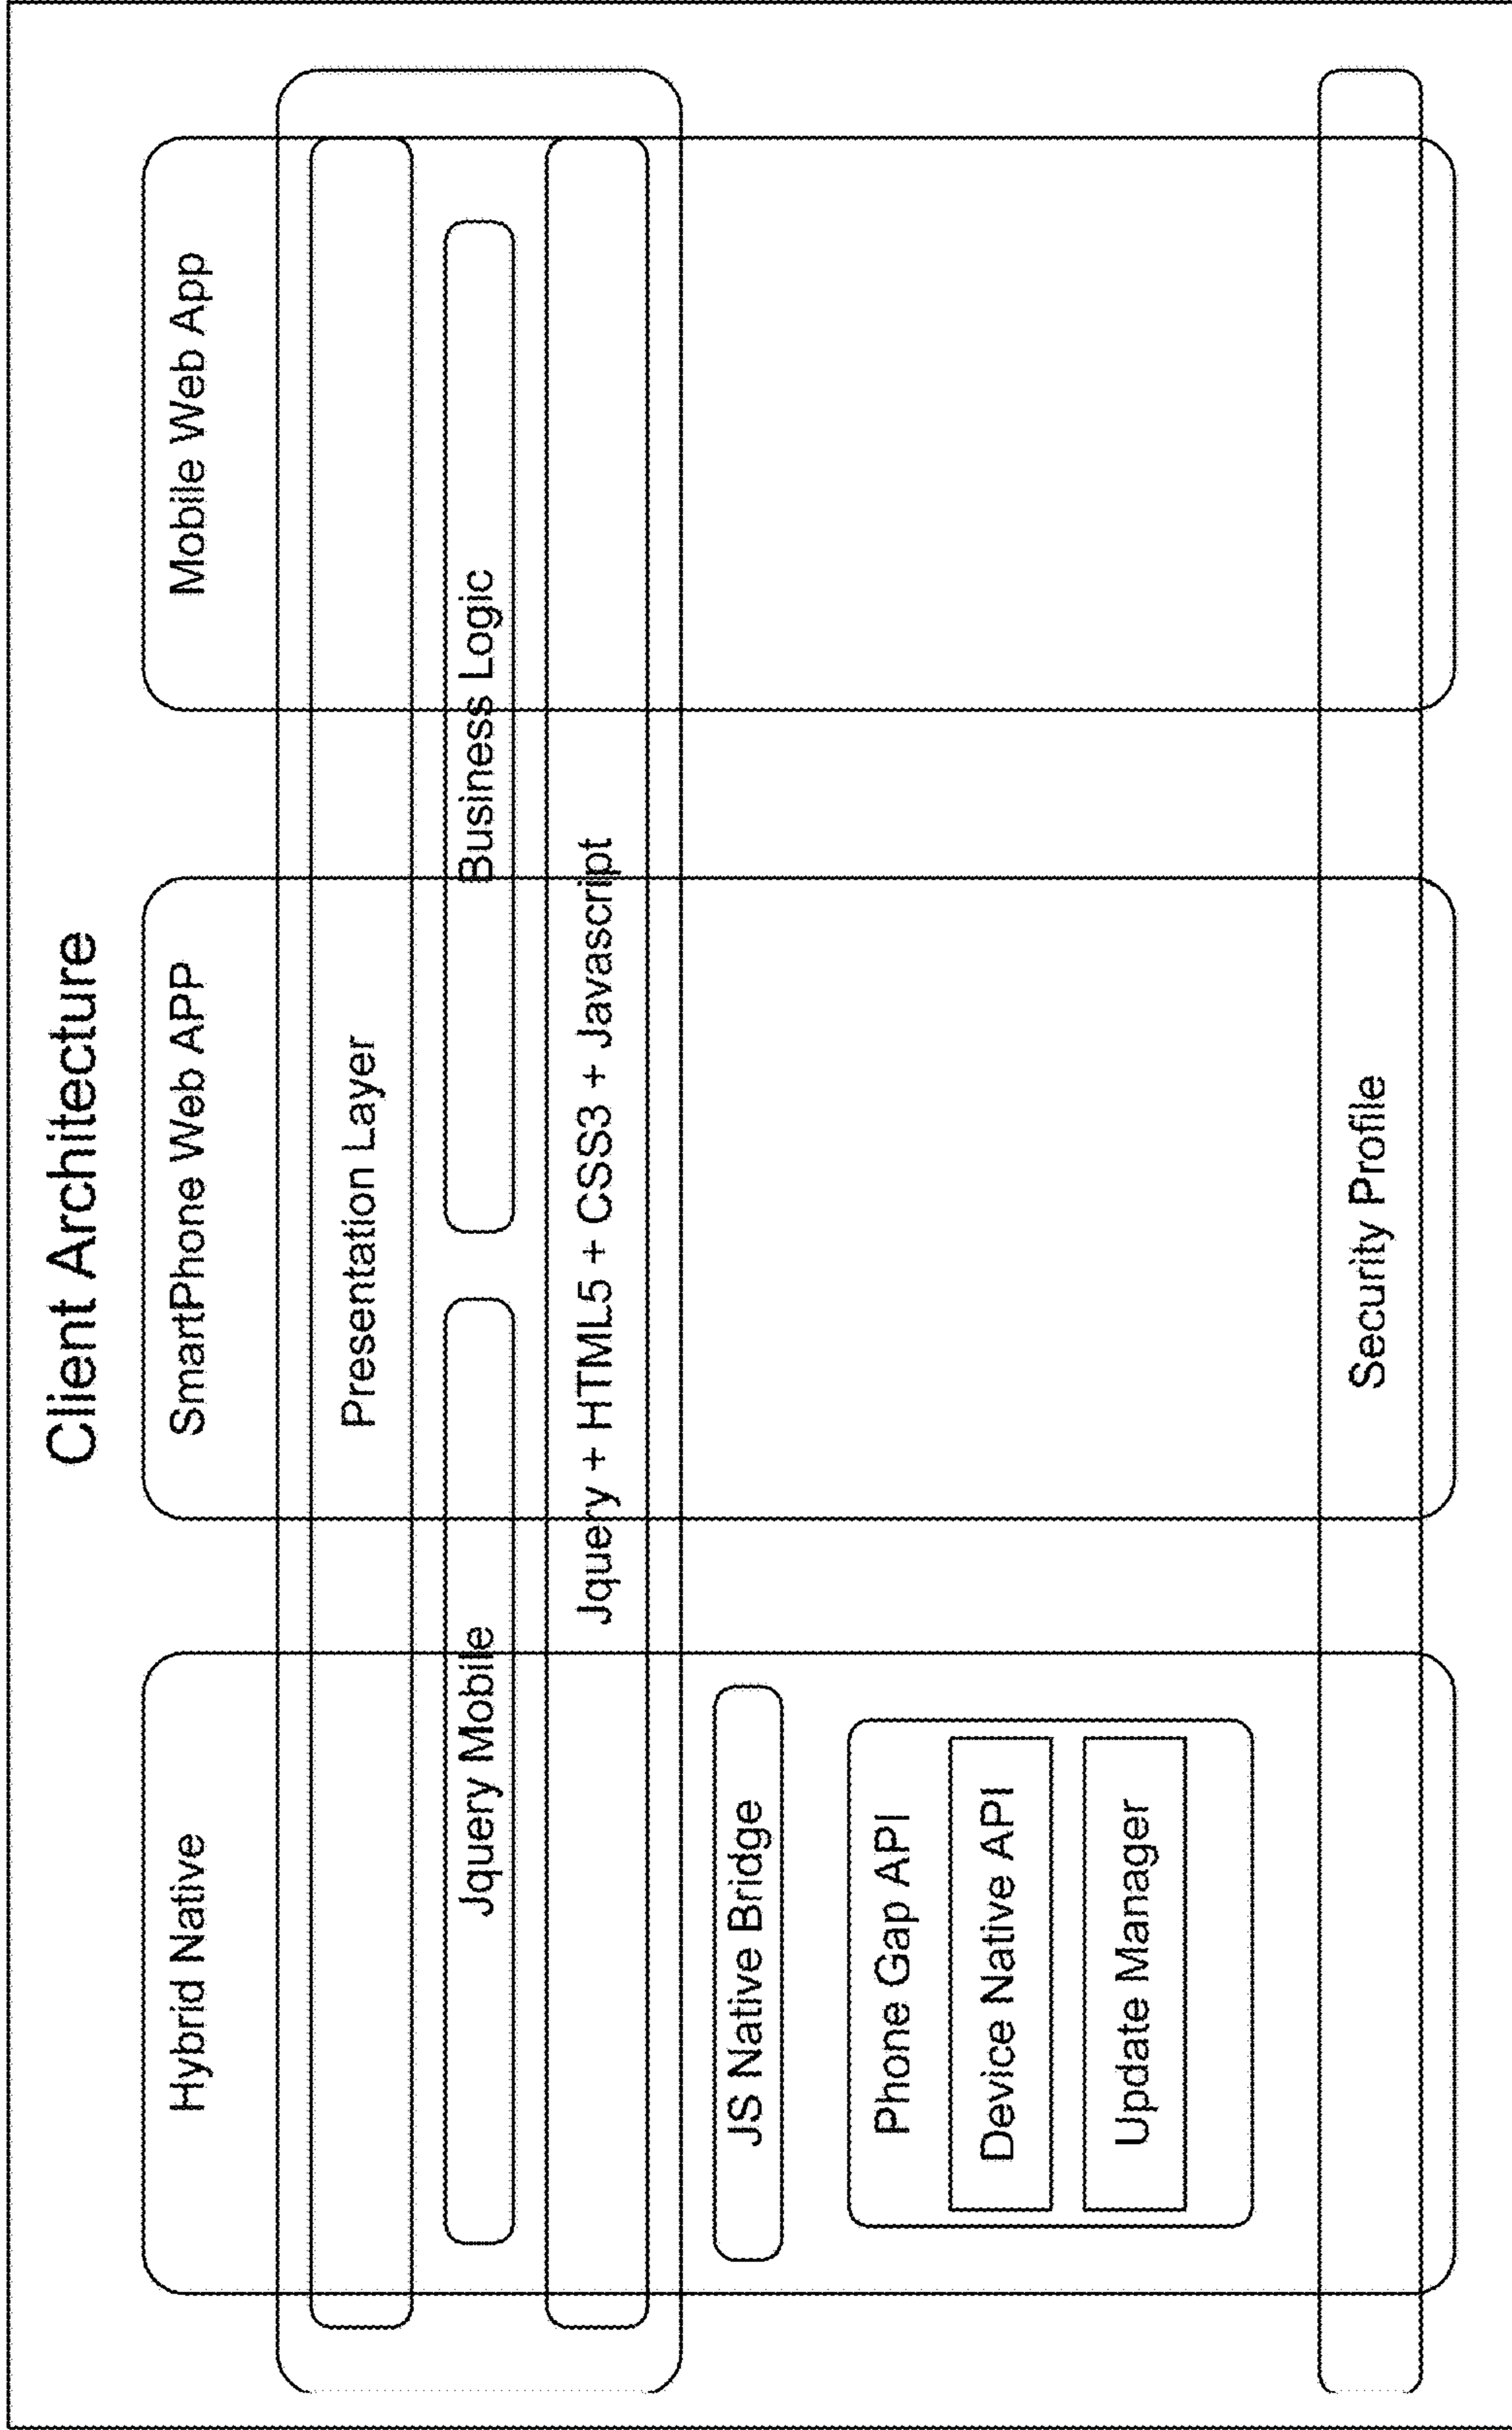 Client Architecture
Hybrid Native
SmartPhone Web APP
Mobile Web App
Presentation Layer
Jquery Mobile
Business Logic
Jquery + HTML5 + CSS3 + Javascript
JS Native Bridge
Phone Gap API
Device Native API
Update Manager
Security Profile